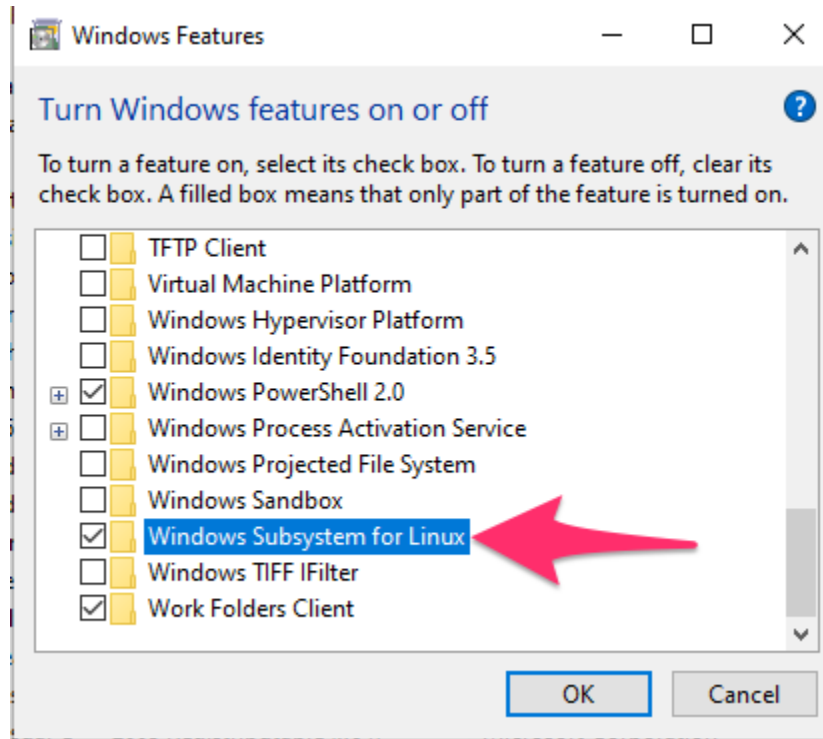 Windows Features
Turn Windows features on or off
To turn a feature on, select its check box. To turn a feature off, clear its
check box. A filled box means that only part of the feature is turned on.
TFTP Client
Virtual Machine Platform
Windows Hypervisor Platform
Windows Identity Foundation 3.5
Windows PowerShell 2.0
Windows Process Activation Service
Windows Projected File System
Windows Sandbox
Windows Subsystem for Linux
Windows TIFF IFilter
Work Folders Client
OK Cancel